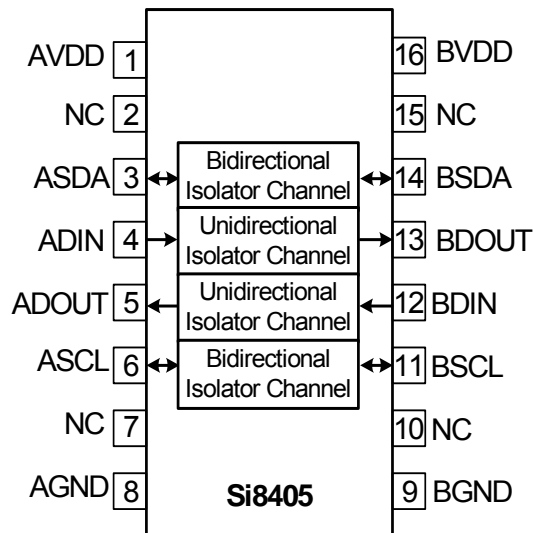 AVDD 1 16 BVDD
NC 2 15 NC
ASDA 3 Bidirectional Isolator Channel 14 BSDA
ADIN 4 Unidirectional Isolator Channel 13 BDOUT
ADOUT 5 Unidirectional Isolator Channel 12 BDIN
ASCL 6 Bidirectional Isolator Channel 11 BSCL
NC 7 10 NC
AGND 8 Si8405 9 BGND